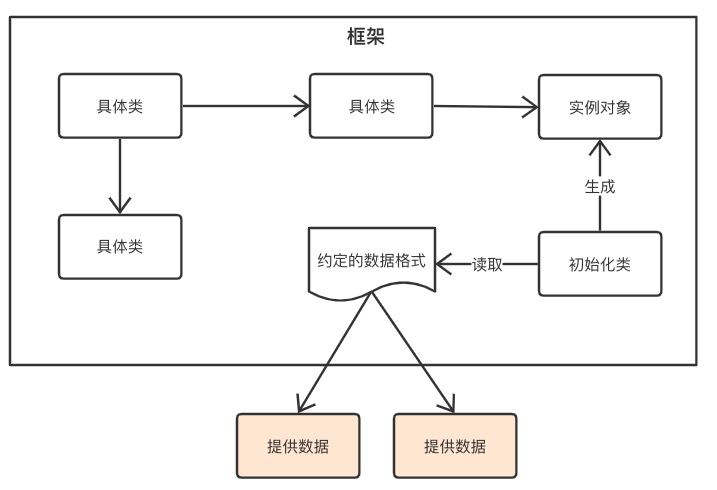 框架
具体类
具体类
实例对象
生成
具体类
约定的数据格式
读取
初始化类
提供数据
提供数据